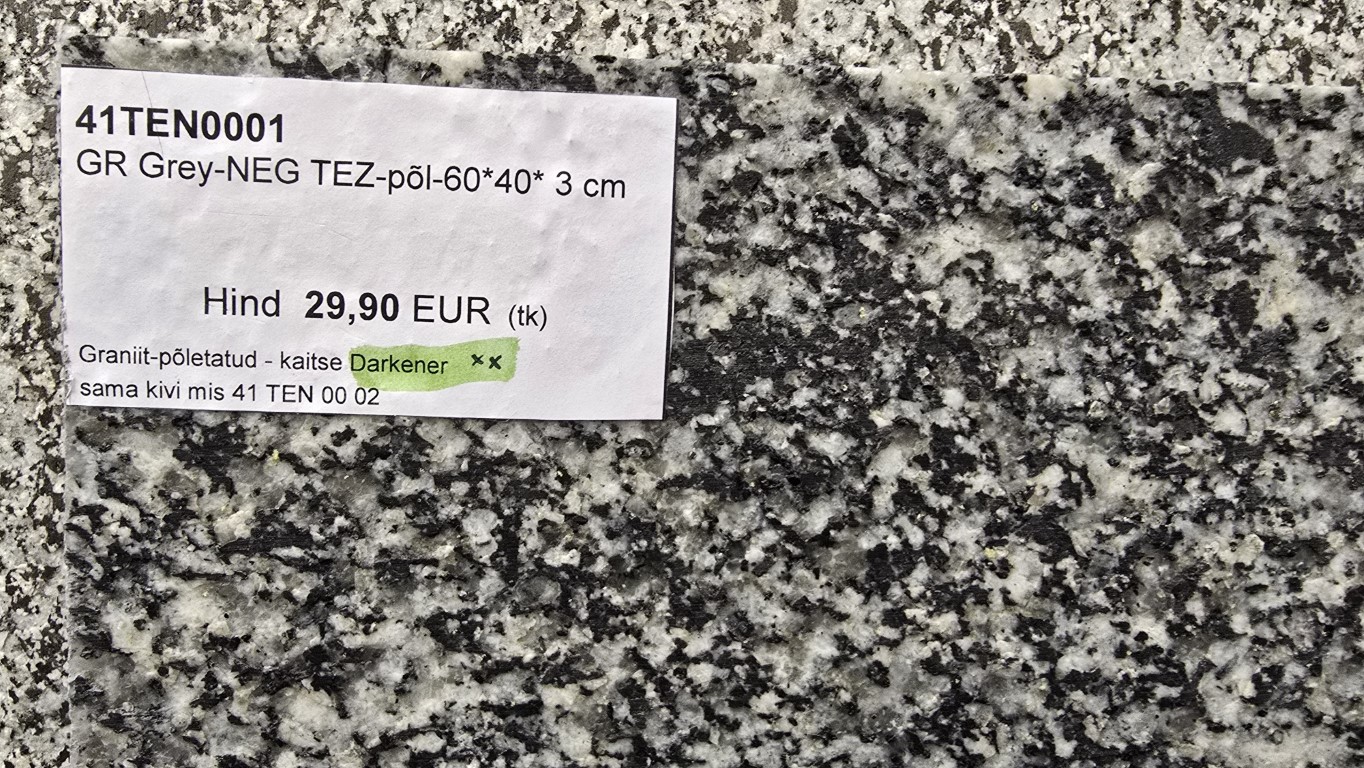 41TEN0001
GR Grey-NEG TEZ-põl-60*40* 3 cm
Hind 29,90 EUR (tk)
Graniit-põletatud - kaitse Darkener xx
sama kivi mis 41 TEN 00 02